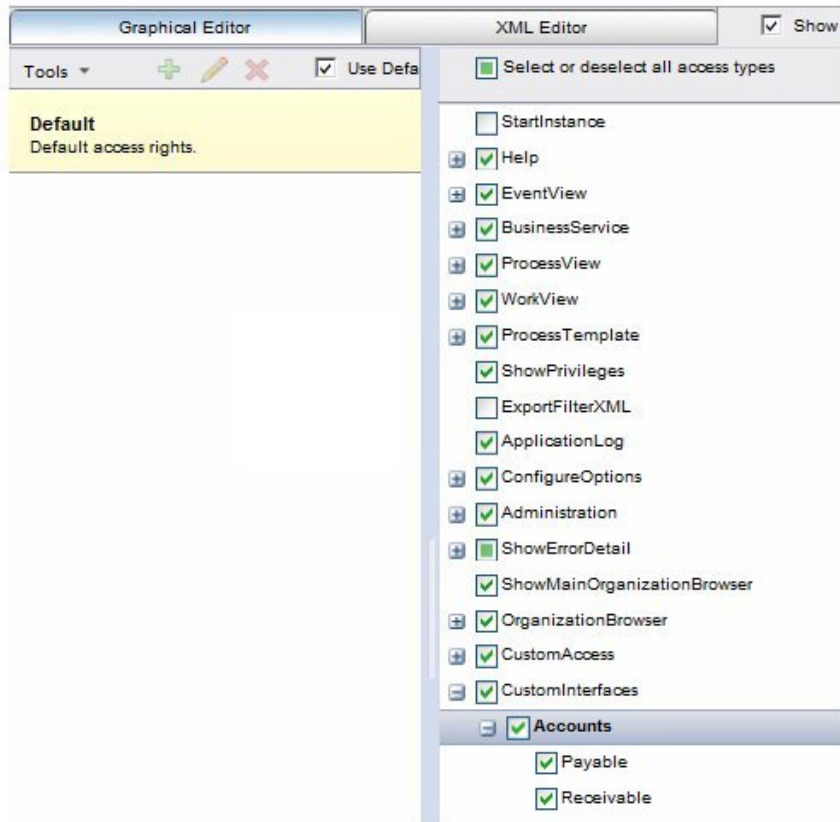 Graphical Editor
XML Editor
Show
Tools
Use Defa
Select or deselect all access types
Default
Default access rights.
StartInstance
Help
EventView
BusinessService
ProcessView
WorkView
ProcessTemplate
ShowPrivileges
ExportFilterXML
ApplicationLog
ConfigureOptions
Administration
ShowErrorDetail
ShowMainOrganizationBrowser
OrganizationBrowser
CustomAccess
CustomInterfaces
Accounts
Payable
Receivable